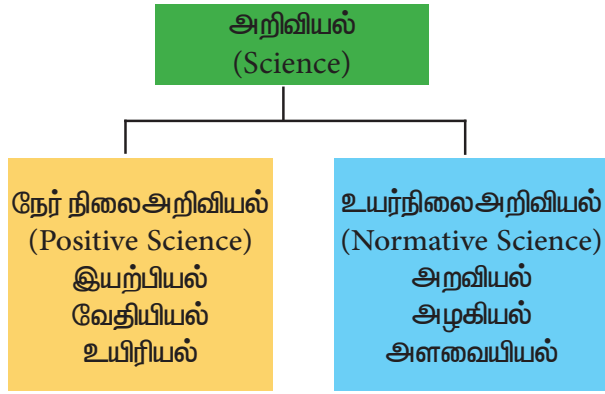 அறிவியல்
(Science)
நேர் நிலைஅறிவியல்
(Positive Science)
இயற்பியல்
வேதியியல்
உயிரியல்
உயர்நிலைஅறிவியல்
(Normative Science)
அறவியல்
அழகியல்
அளவையியல்